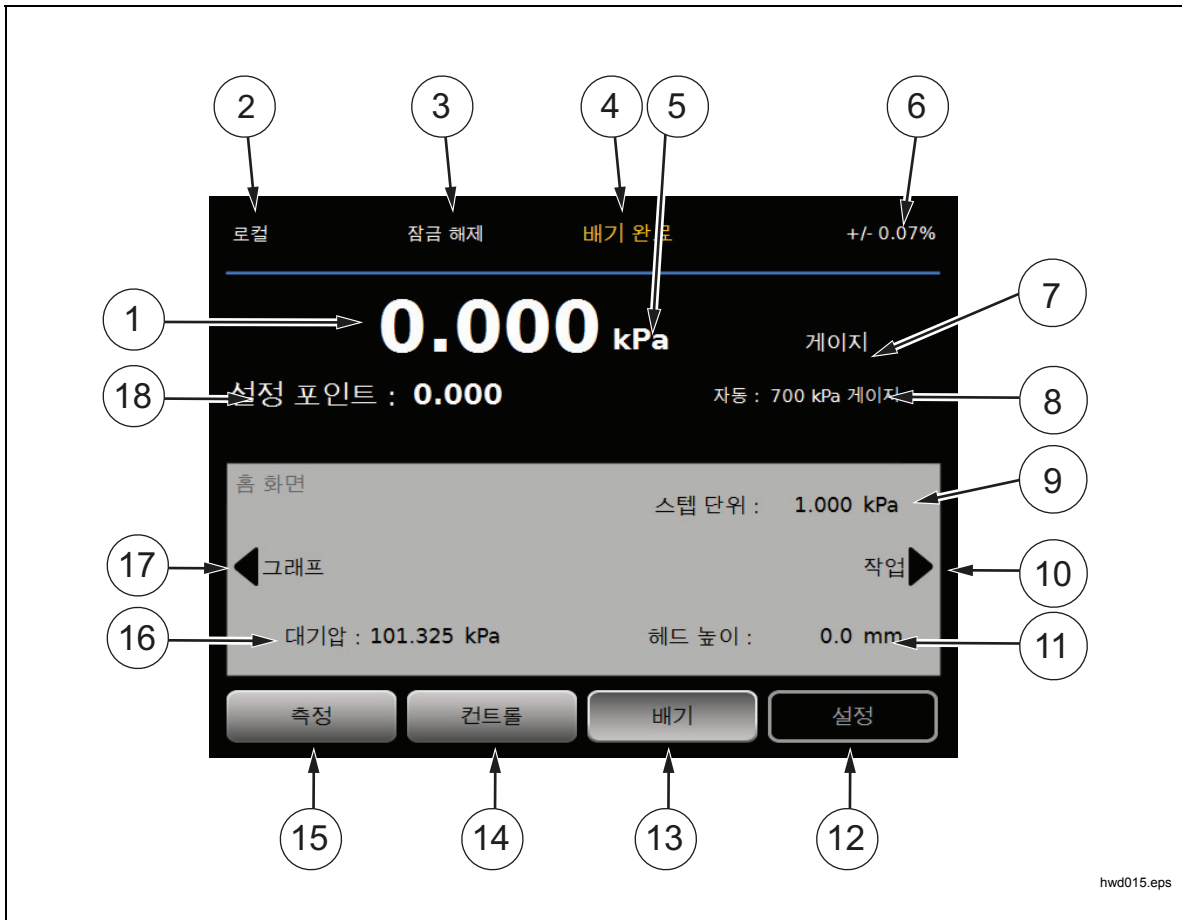 2 3 4 5 6
로컬 잠금 해제 배기 완료 +/- 0.07%
1 0.000 kPa 게이지 7
18 설정 포인트 : 0.000 자동 : 700 kPa 게이지 8
홈 화면
스텝 단위 : 1.000 kPa 9
17 그래프 작업 10
16 대기압 : 101.325 kPa 헤드 높이 : 0.0 mm 11
측정 컨트롤 배기 설정
15 14 13 12
hwd015.eps